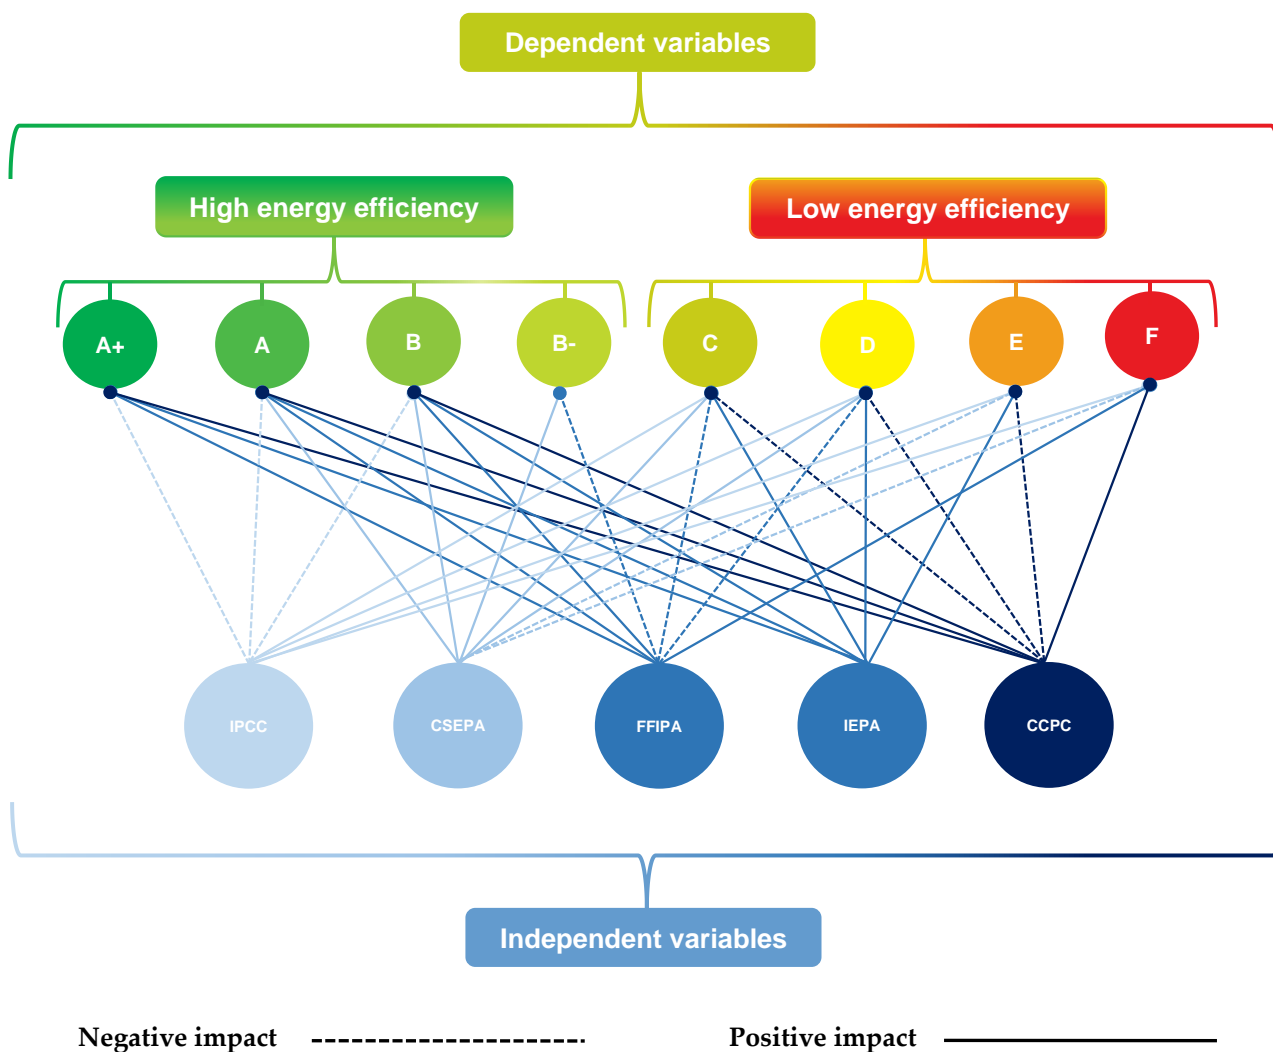 Dependent variables
High energy efficiency
Low energy efficiency
A+
A
B
B-
C
D
E
F
IPCC
CSEPA
FFIPA
IEPA
CCPC
Independent variables
Negative impact
Positive impact